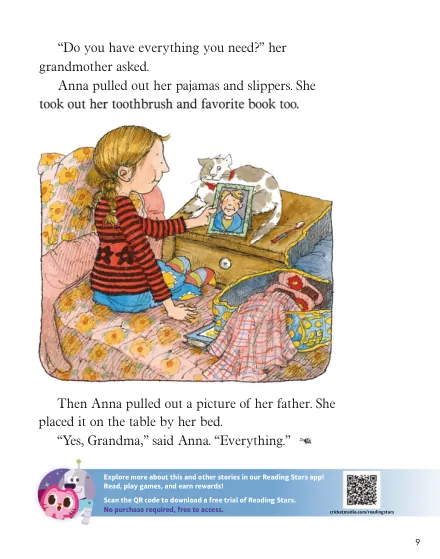 “Do you have everything you need?” her
grandmother asked.
Anna pulled out her pajamas and slippers. She
took out her toothbrush and favorite book too.
Then Anna pulled out a picture of her father. She
placed it on the table by her bed.
“Yes, Grandma,” said Anna. “Everything.”
Explore more about this and other stories in our Reading Stars app!
Read, play games, and earn rewards!
Scan the QR code to download a free trial of Reading Stars.
No purchase required, free to access.
cricketmedia.com/readingstars
9